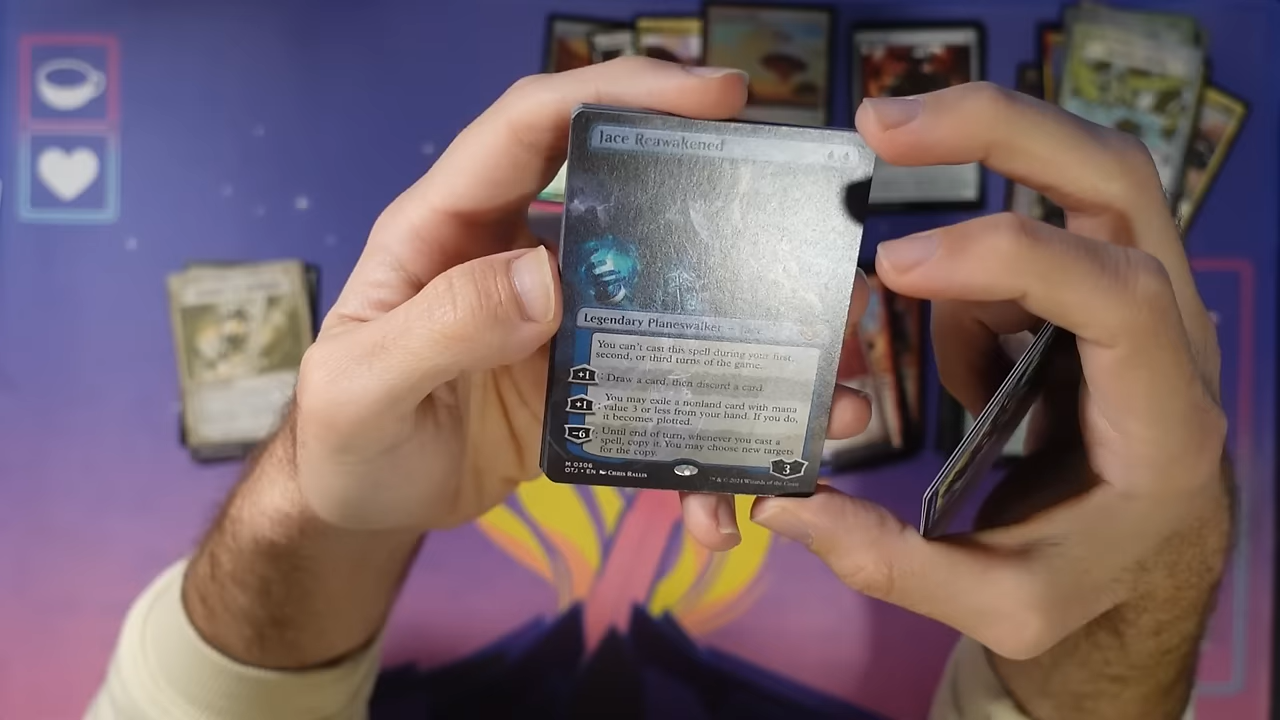 Jace Reawakened
Legendary Planeswalker – Jace
You can't cast this spell during your first,
second, or third turns of the game.
+1: Draw a card, then discard a card.
+1: You may exile a nonland card with mana
value 3 or less from your hand. If you do,
it becomes plotted.
−6: Until end of turn, whenever you cast a
spell, copy it. You may choose new targets
for the copy.
3
M 0306
OTJ • EN Chris Rallis
™ & © 2024 Wizards of the Coast